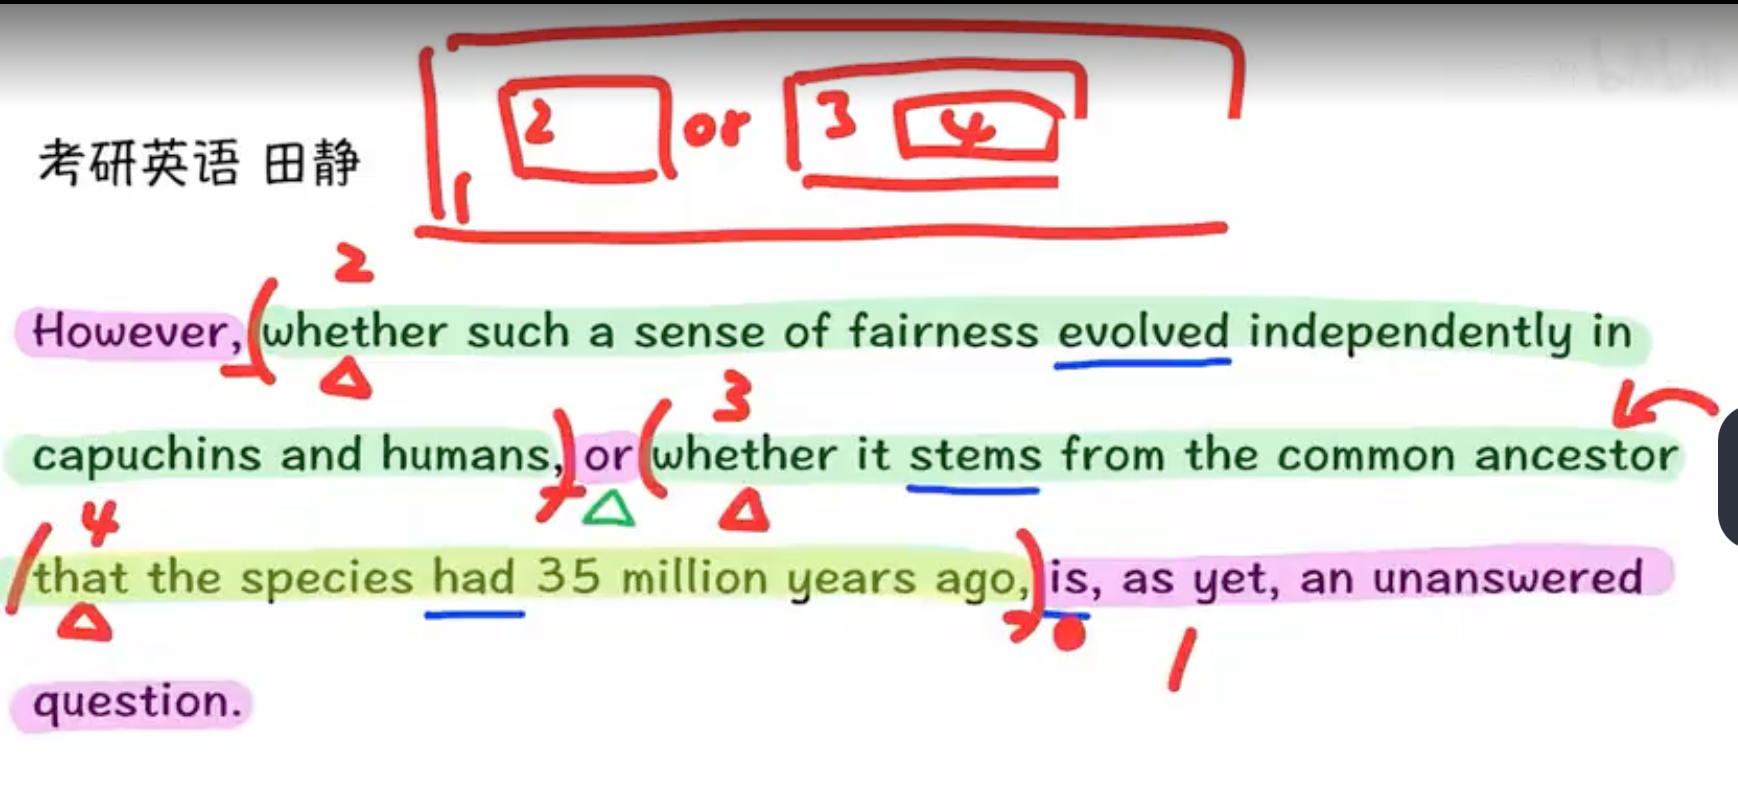 2 or 3 4
1
考研英语 田静
2
However, (whether such a sense of fairness evolved independently in
3
capuchins and humans,) or (whether it stems from the common ancestor
4
(that the species had 35 million years ago,) is, as yet, an unanswered
1
question.